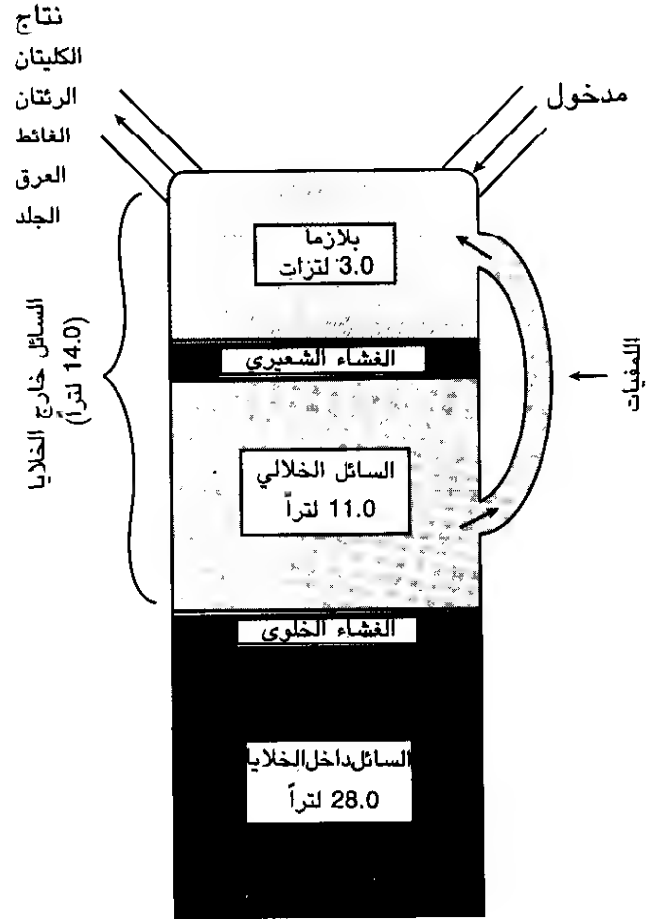 نتاج
الكليتان
الرئتان
الغائط
العرق
الجلد
مدخول
بلازما
3.0 لترات
الغشاء الشعيري
السائل خارج الخلايا
(14.0 لتراً)
اللمفيات
السائل الخلالي
11.0 لتراً
الغشاء الخلوى
السائل داخل الخلايا
28.0 لتراً